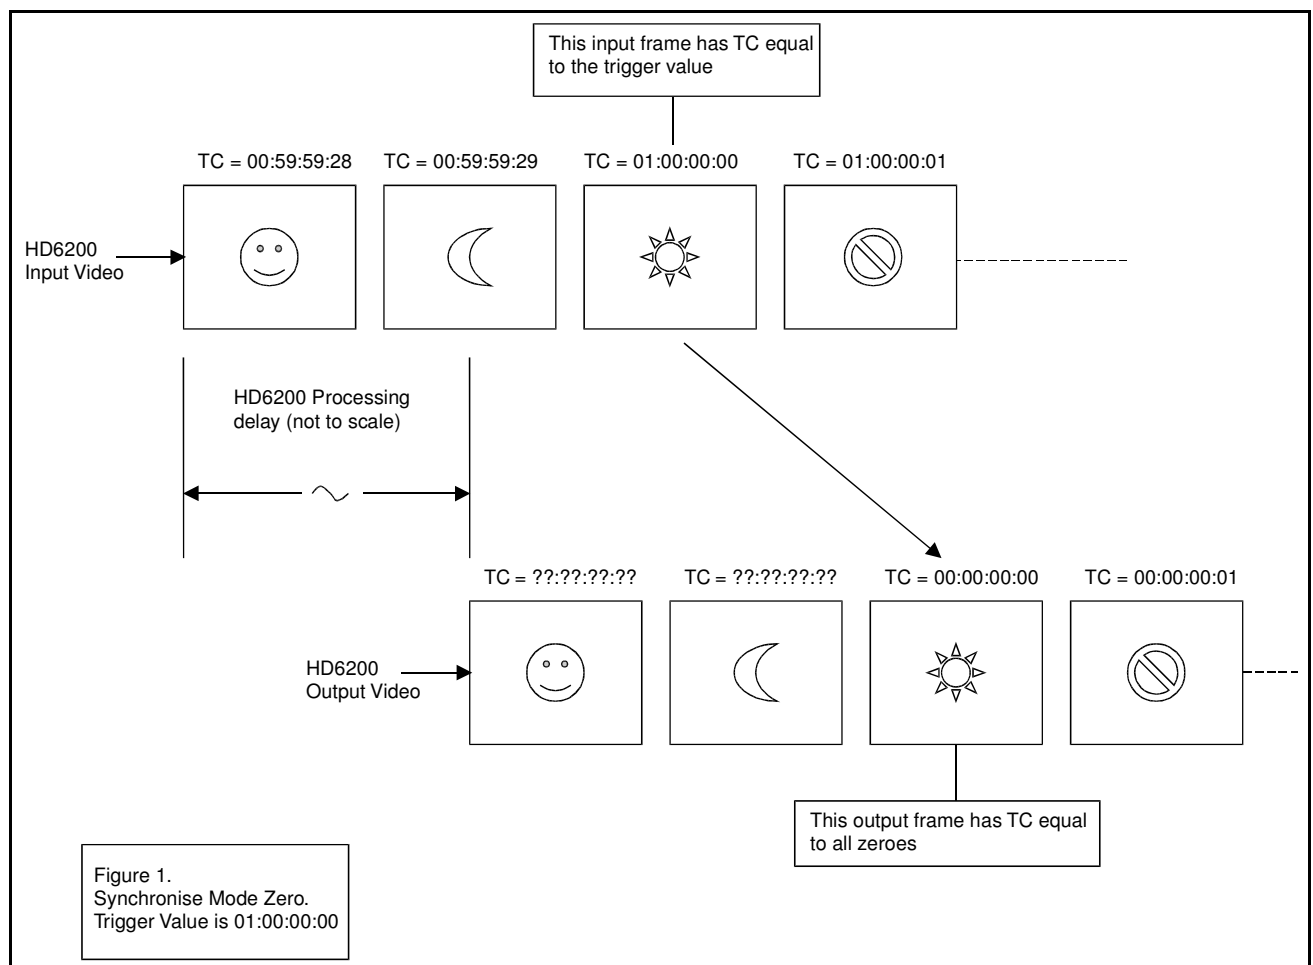 This input frame has TC equal
to the trigger value
TC = 00:59:59:28
TC = 00:59:59:29
TC = 01:00:00:00
TC = 01:00:00:01
HD6200
Input Video
HD6200 Processing
delay (not to scale)
TC = ??:??:??:??
TC = ??:??:??:??
TC = 00:00:00:00
TC = 00:00:00:01
HD6200
Output Video
This output frame has TC equal
to all zeroes
Figure 1.
Synchronise Mode Zero.
Trigger Value is 01:00:00:00